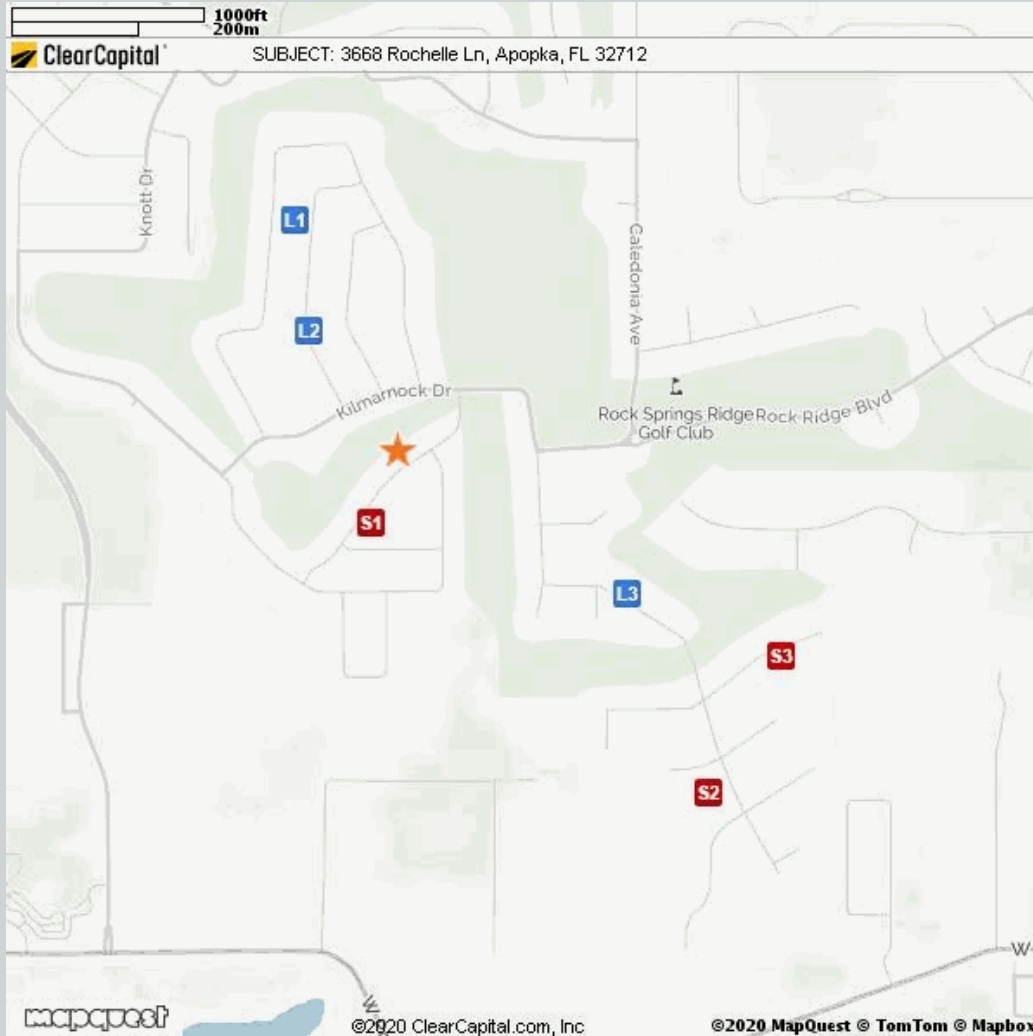 1000ft
200m
ClearCapital
SUBJECT: 3668 Rochelle Ln, Apopka, FL 32712
Knott Dr
L1
Caledonia Ave
L2
Kilmarnock Dr
Rock Springs Ridge
Golf Club
Rock Ridge Blvd
S1
L3
S3
S2
W
W
mapquest
©2020 ClearCapital.com, Inc
©2020 MapQuest © TomTom © Mapbo